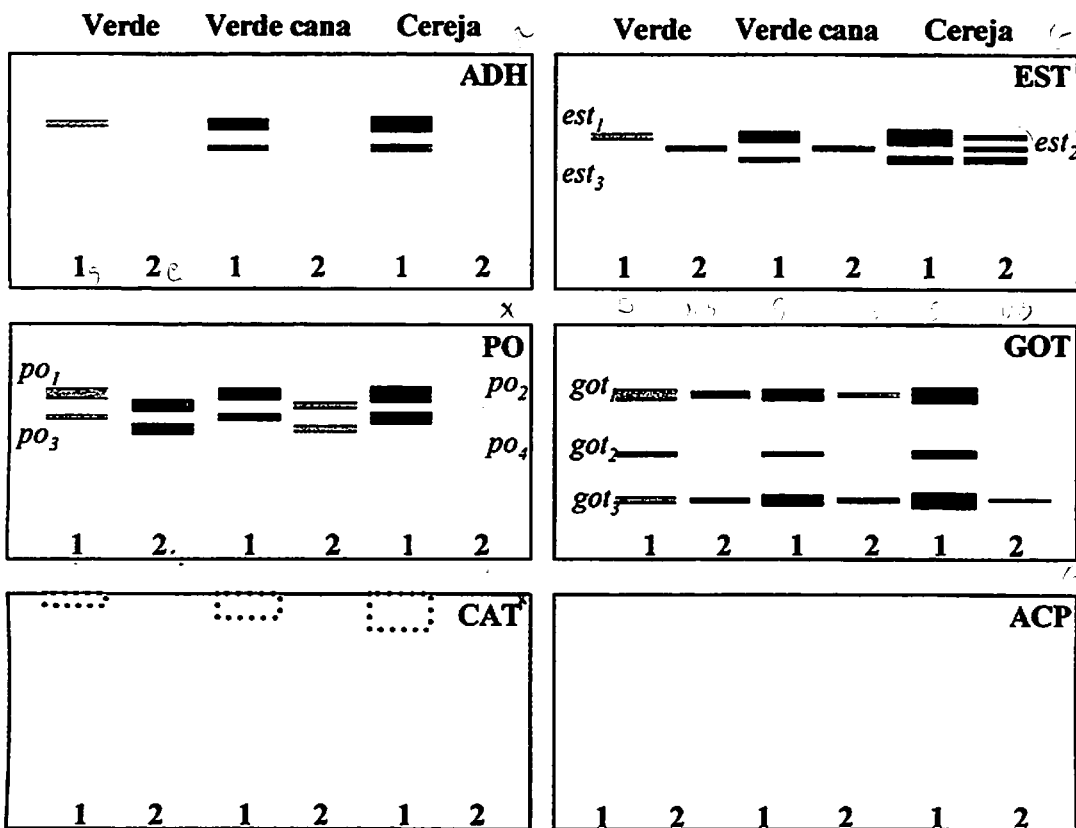 Verde Verde cana Cereja Verde Verde cana Cereja
ADH
1 2 1 2 1 2
EST
est1
est2
est3
1 2 1 2 1 2
x
PO
po1
po2
po3
po4
1 2. 1 2 1 2
GOT
got
got2
got3
1 2 1 2 1 2
CAT x
1 2 1 2 1 2
ACP
1 2 1 2 1 2